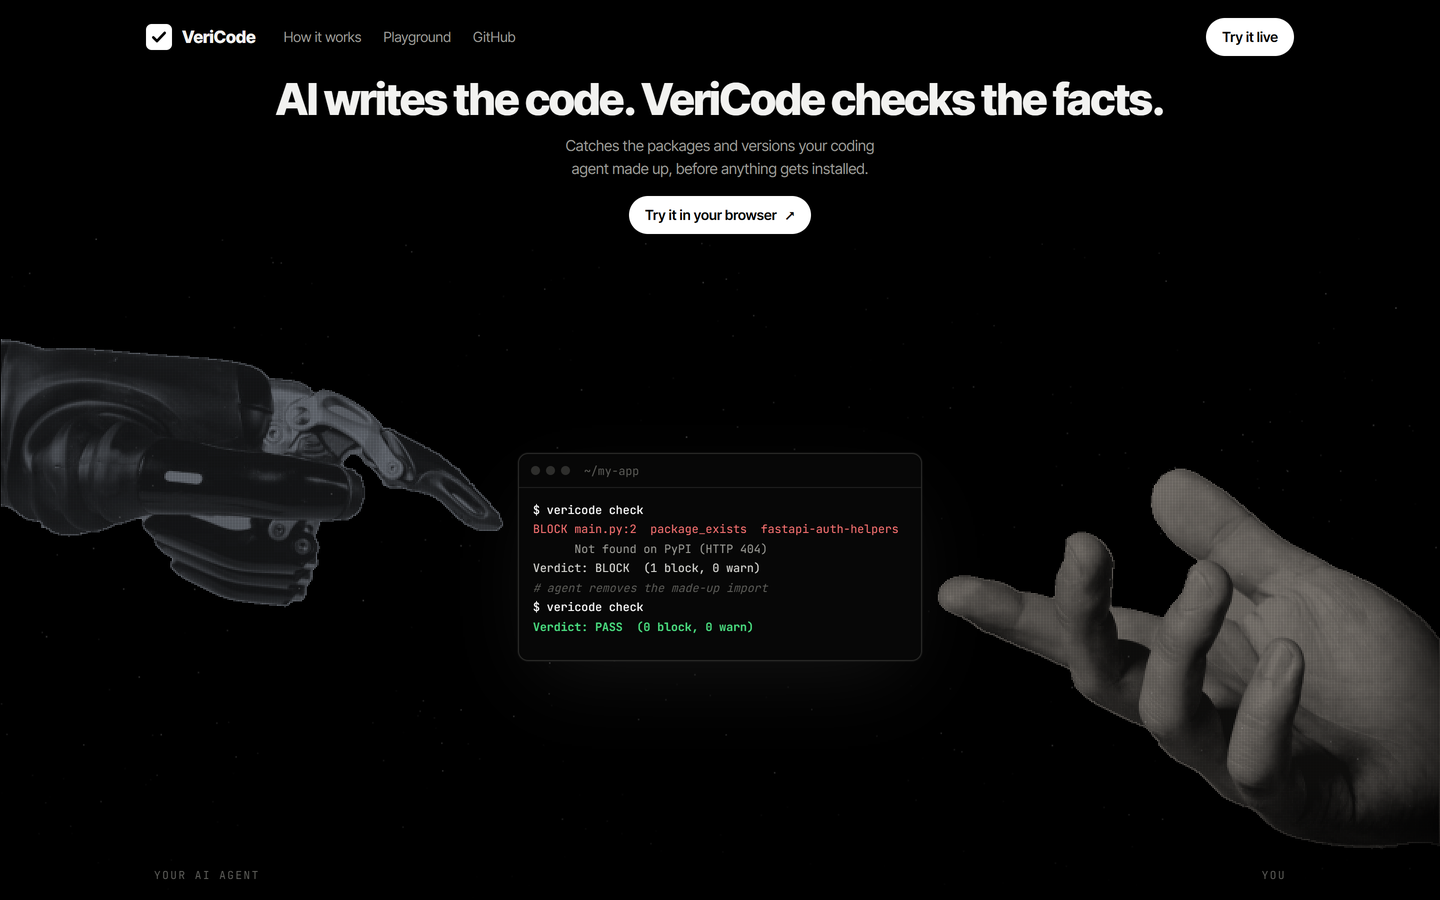 VeriCode
How it works
Playground
GitHub
Try it live
AI writes the code. VeriCode checks the facts.
Catches the packages and versions your coding
agent made up, before anything gets installed.
Try it in your browser ↗
~/my-app
$ vericode check
BLOCK main.py:2 package_exists fastapi-auth-helpers
Not found on PyPI (HTTP 404)
Verdict: BLOCK (1 block, 0 warn)
# agent removes the made-up import
$ vericode check
Verdict: PASS (0 block, 0 warn)
YOUR AI AGENT
YOU